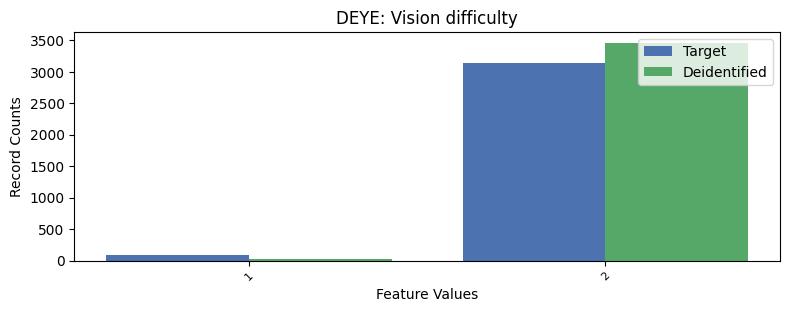 DEYE: Vision difficulty
Target
Deidentified
3500
3000
2500
2000
1500
1000
500
0
Record Counts
1
2
Feature Values